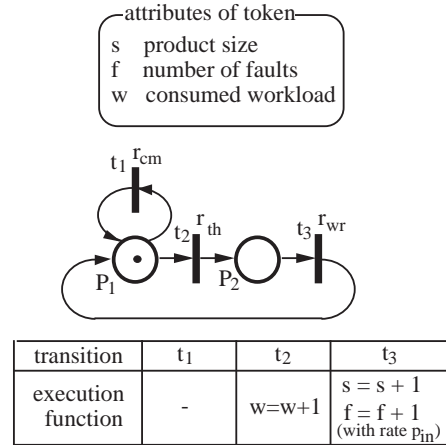 attributes of token
s product size
f number of faults
w consumed workload
t1 rcm
t2 rth
t3 rwr
P1
P2
transition t1 t2 t3
execution function - w=w+1 s = s + 1
f = f + 1
(with rate pin)